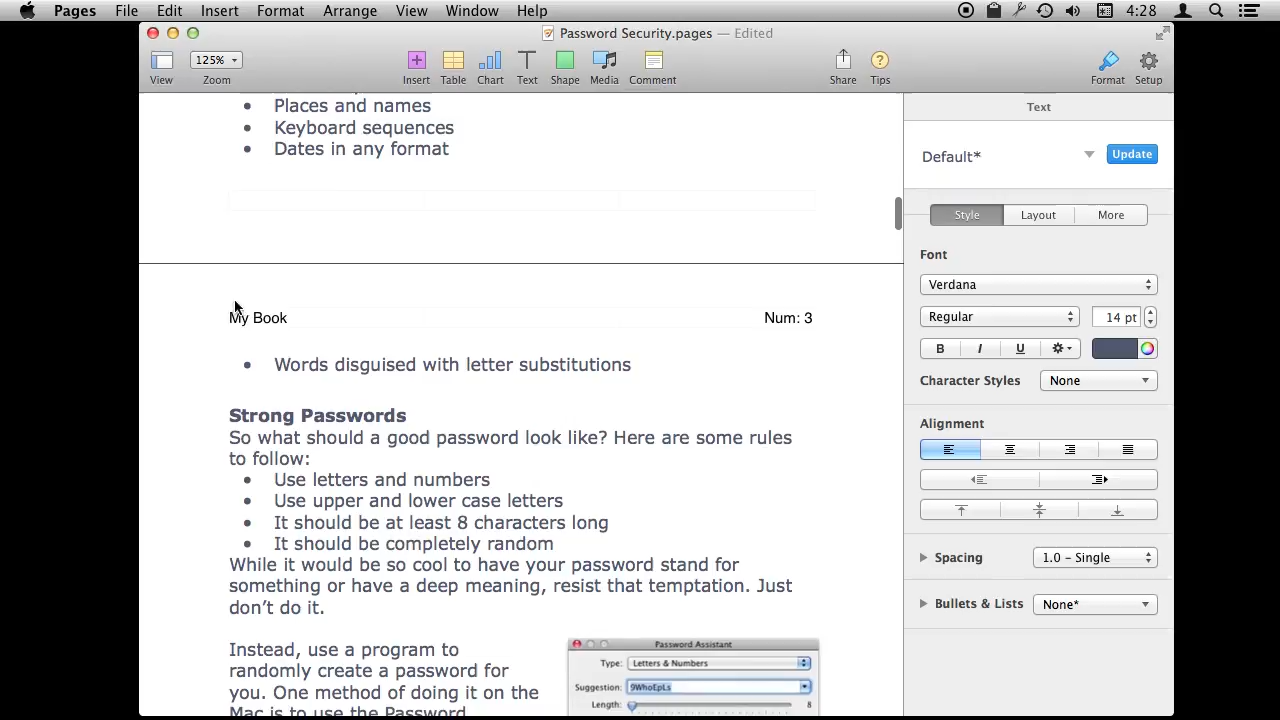 Pages File Edit Insert Format Arrange View Window Help 4:28
Password Security.pages — Edited
125%
View Zoom Insert Table Chart Text Shape Media Comment Share Tips Format Setup
Places and names
Keyboard sequences
Dates in any format
My Book Num: 3
Words disguised with letter substitutions
Strong Passwords
So what should a good password look like? Here are some rules
to follow:
Use letters and numbers
Use upper and lower case letters
It should be at least 8 characters long
It should be completely random
While it would be so cool to have your password stand for
something or have a deep meaning, resist that temptation. Just
don’t do it.
Instead, use a program to
randomly create a password for
you. One method of doing it on the
Mac is to use the Password
Password Assistant
Type: Letters & Numbers
Suggestion: 9WhoEpLs
Length: 8
Text
Default* Update
Style Layout More
Font
Verdana
Regular 14 pt
B I U
Character Styles None
Alignment
Spacing 1.0 – Single
Bullets & Lists None*